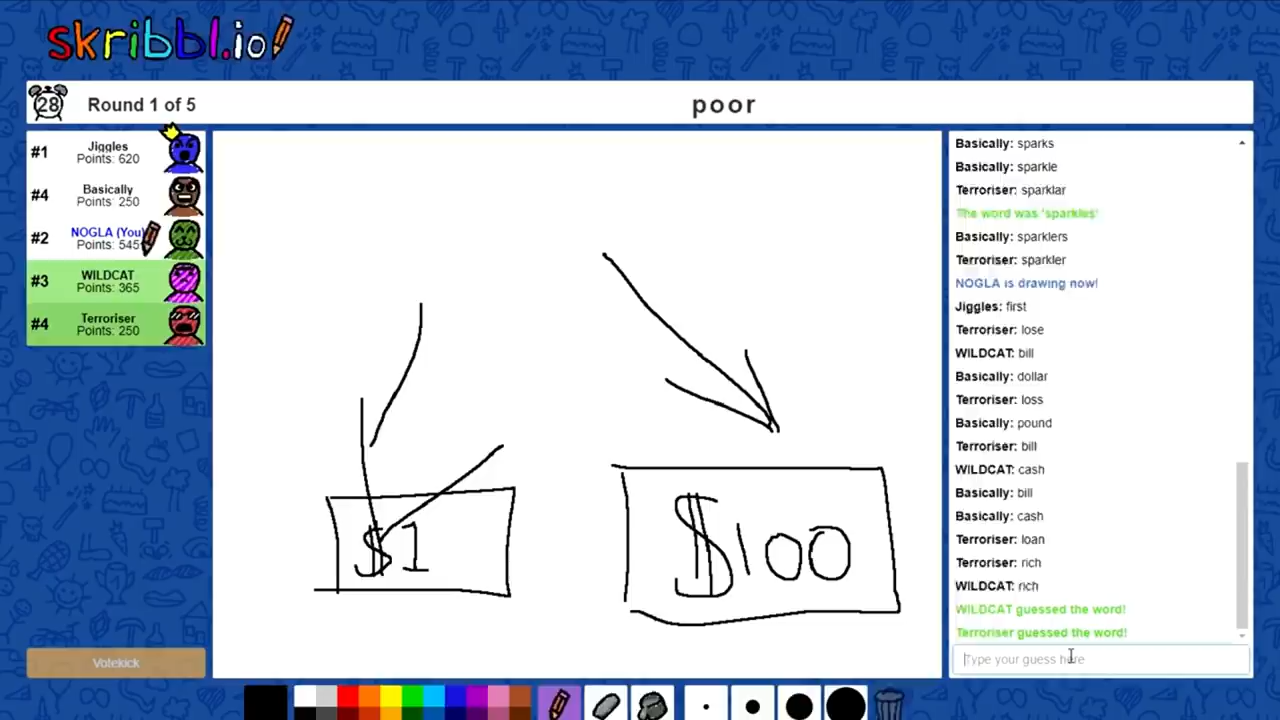 skribbl.io
28
Round 1 of 5
poor
#1
Jiggles
Points: 620
#4
Basically
Points: 250
#2
NOGLA (You)
Points: 545
#3
WILDCAT
Points: 365
#4
Terroriser
Points: 250
Votekick
$1
$100
Basically: sparks
Basically: sparkle
Terroriser: sparklar
The word was 'sparkles'
Basically: sparklers
Terroriser: sparkler
NOGLA is drawing now!
Jiggles: first
Terroriser: lose
WILDCAT: bill
Basically: dollar
Terroriser: loss
Basically: pound
Terroriser: bill
WILDCAT: cash
Basically: bill
Basically: cash
Terroriser: loan
Terroriser: rich
WILDCAT: rich
WILDCAT guessed the word!
Terroriser guessed the word!
Type your guess here